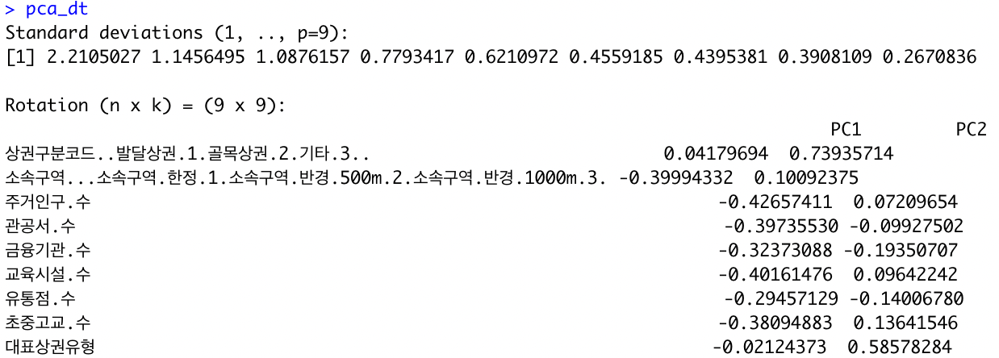 > pca_dt
Standard deviations (1, .., p=9):
[1] 2.2105027 1.1456495 1.0876157 0.7793417 0.6210972 0.4559185 0.4395381 0.3908109 0.2670836
Rotation (n x k) = (9 x 9):
PC1 PC2
상권구분코드..발달상권.1.골목상권.2.기타.3.. 0.04179694 0.73935714
소속구역...소속구역.한정.1.소속구역.반경.500m.2.소속구역.반경.1000m.3. -0.39994332 0.10092375
주거인구.수 -0.42657411 0.07209654
관공서.수 -0.39735530 -0.09927502
금융기관.수 -0.32373088 -0.19350707
교육시설.수 -0.40161476 0.09642242
유통점.수 -0.29457129 -0.14006780
초중고교.수 -0.38094883 0.13641546
대표상권유형 -0.02124373 0.58578284